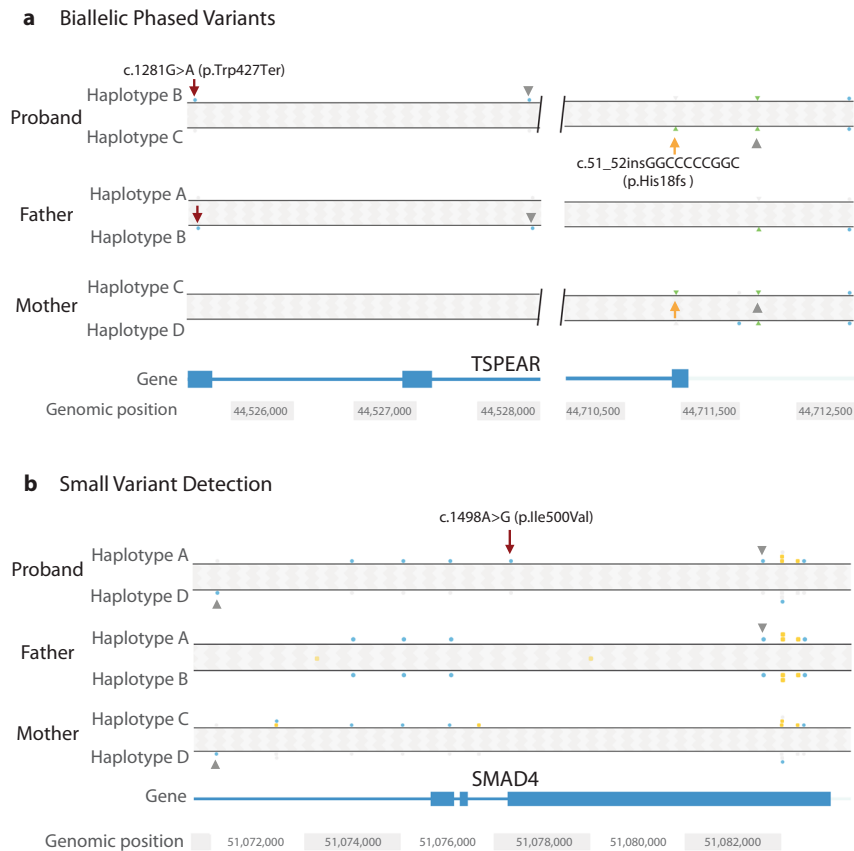 a Biallelic Phased Variants
c.1281G>A (p.Trp427Ter)
Haplotype B
Proband
Haplotype C
c.51_52insGGCCCCCGGC
(p.His18fs )
Haplotype A
Father
Haplotype B
Haplotype C
Mother
Haplotype D
TSPEAR
Gene
Genomic position 44,526,000 44,527,000 44,528,000 44,710,500 44,711,500 44,712,500
b Small Variant Detection
c.1498A>G (p.Ile500Val)
Haplotype A
Proband
Haplotype D
Haplotype A
Father
Haplotype B
Haplotype C
Mother
Haplotype D
SMAD4
Gene
Genomic position 51,072,000 51,074,000 51,076,000 51,078,000 51,080,000 51,082,000